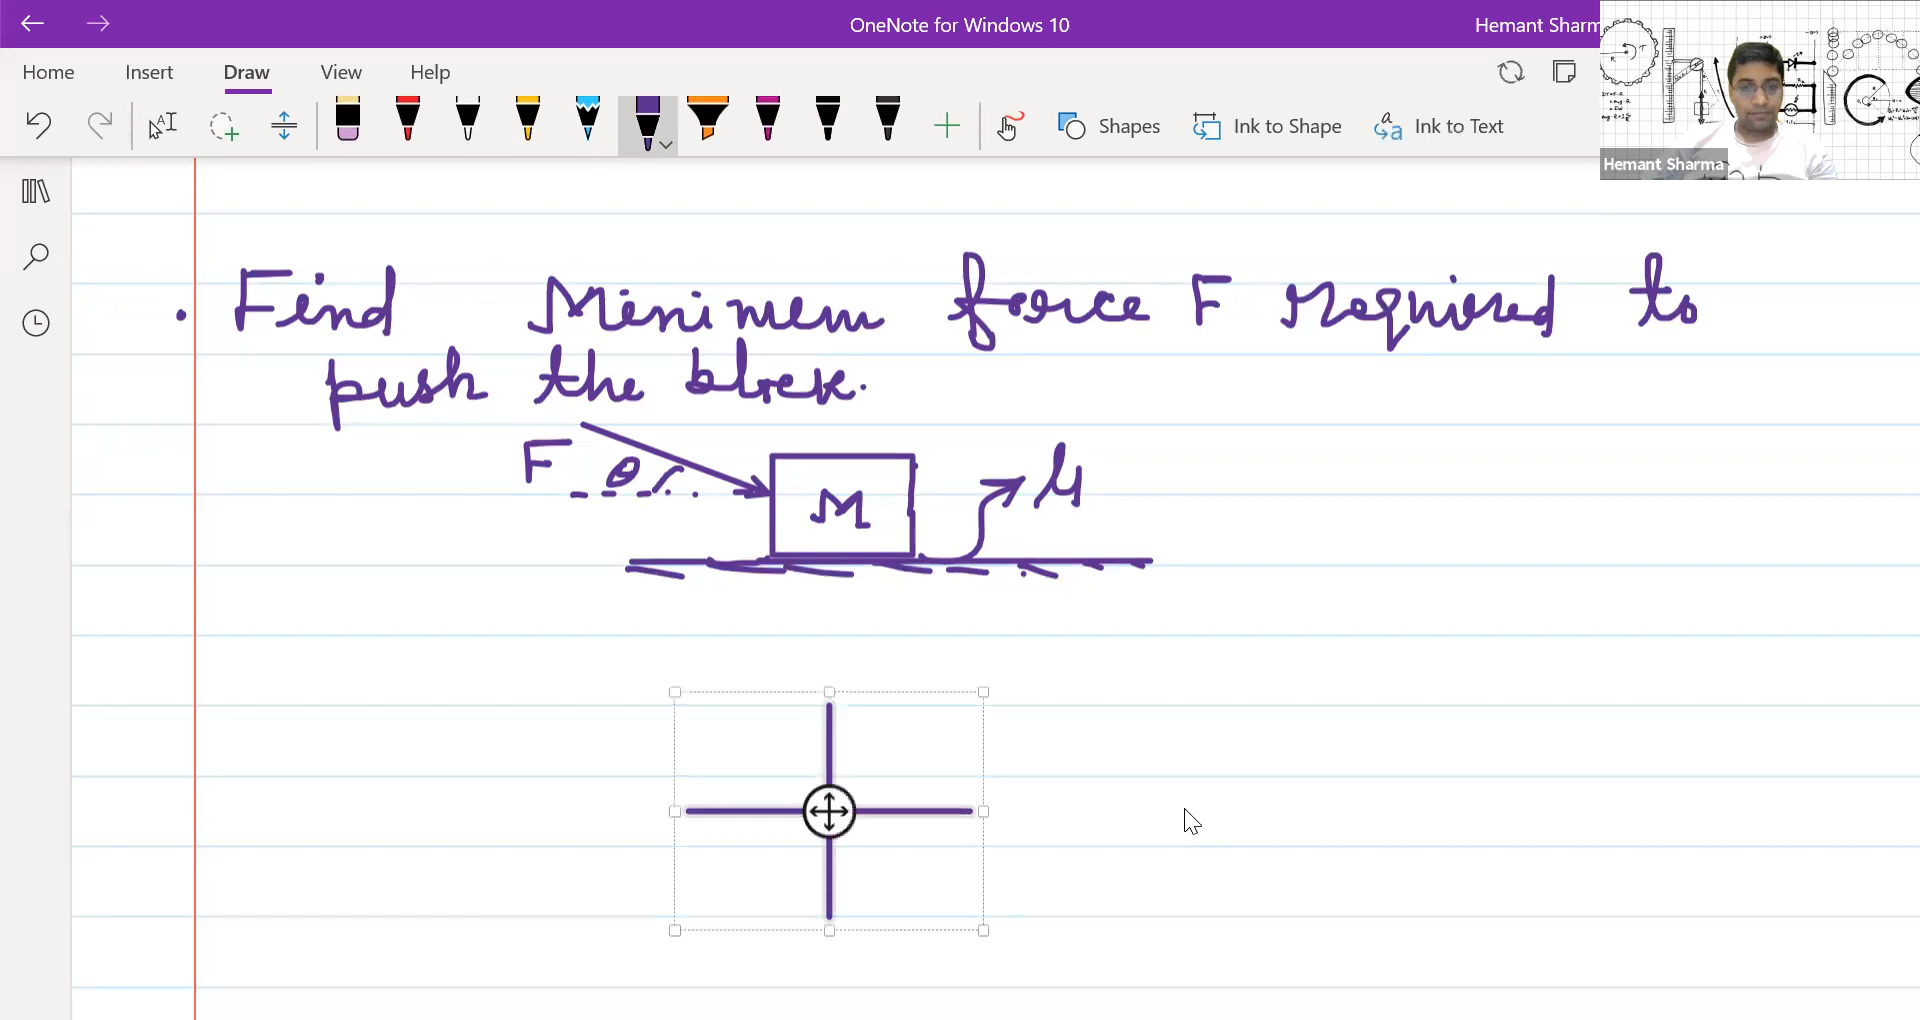 OneNote for Windows 10
Hemant Sharm
Home Insert Draw View Help
Shapes Ink to Shape Ink to Text
Hemant Sharma
. Find Minimum force F required to
push the block.
F θ
M
μ